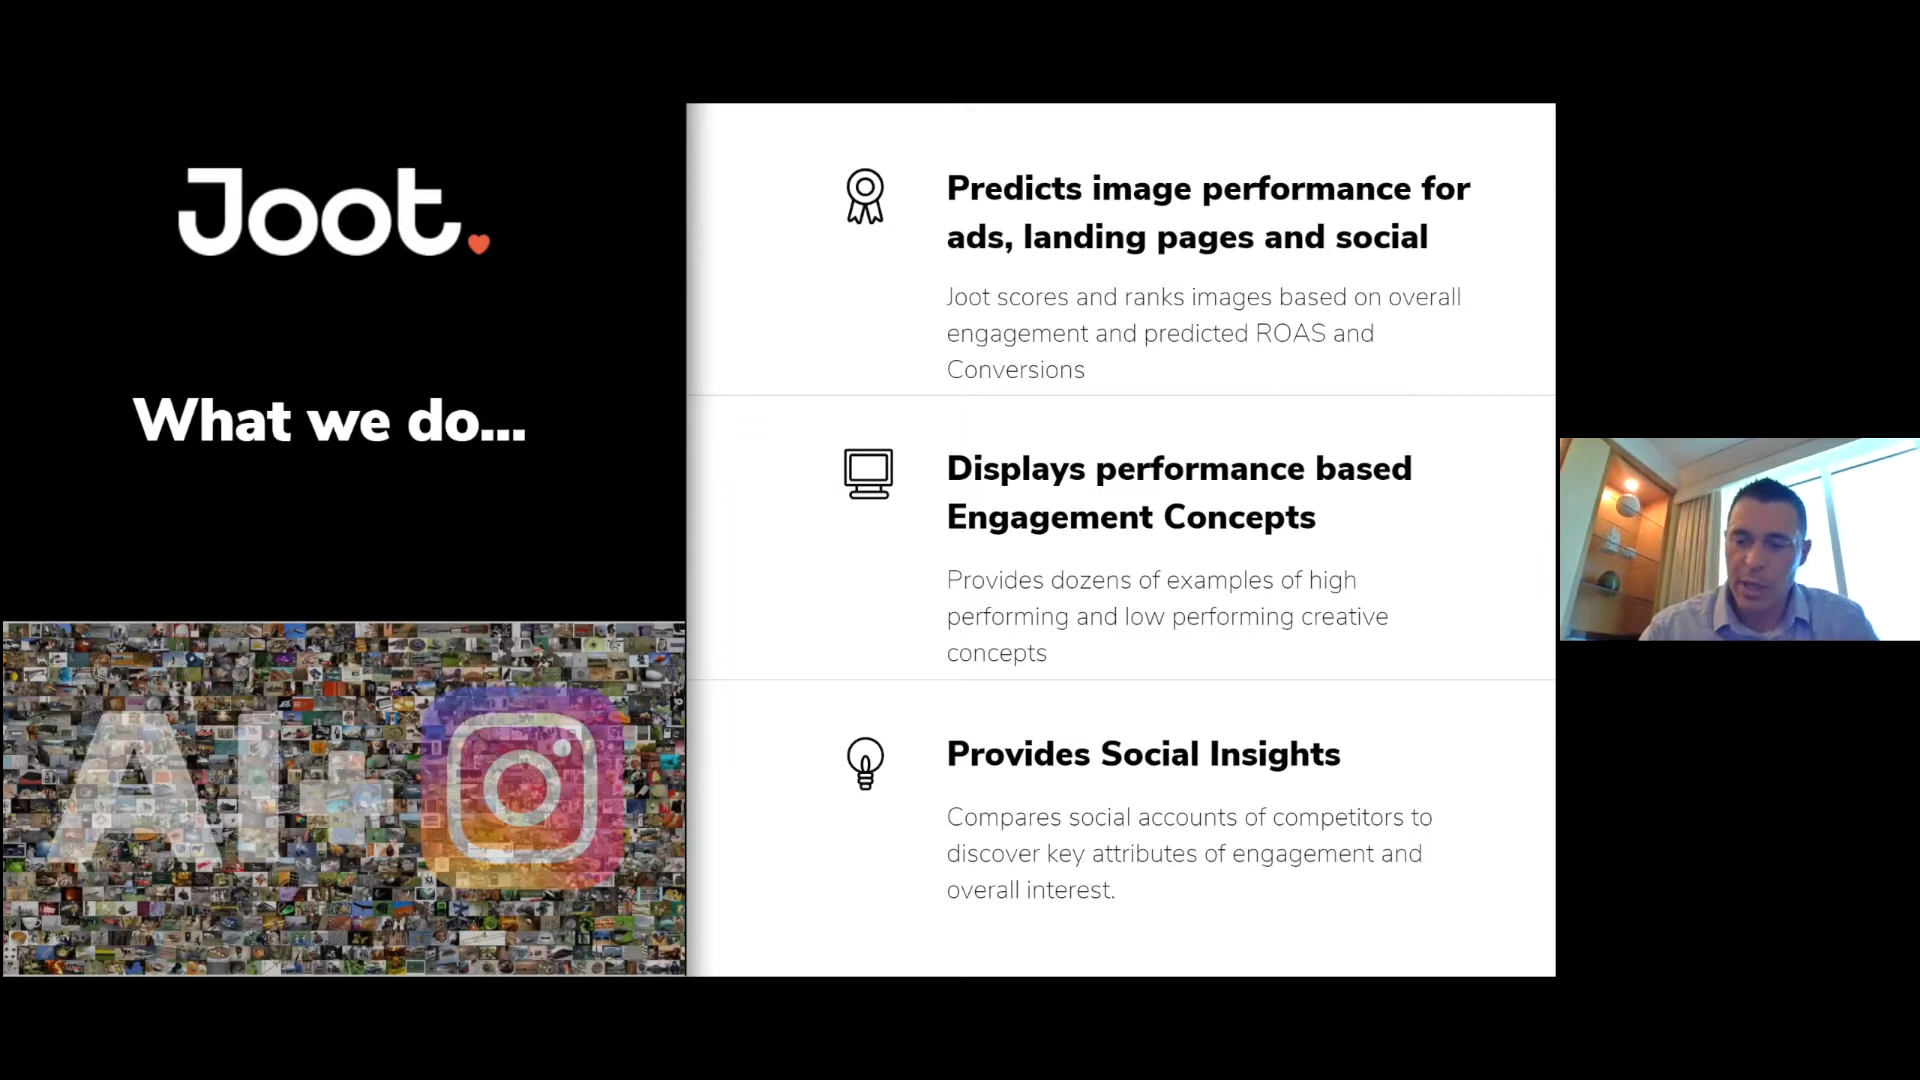 Joot.
What we do...
AI+
Predicts image performance for
ads, landing pages and social
Joot scores and ranks images based on overall
engagement and predicted ROAS and
Conversions
Displays performance based
Engagement Concepts
Provides dozens of examples of high
performing and low performing creative
concepts
Provides Social Insights
Compares social accounts of competitors to
discover key attributes of engagement and
overall interest.